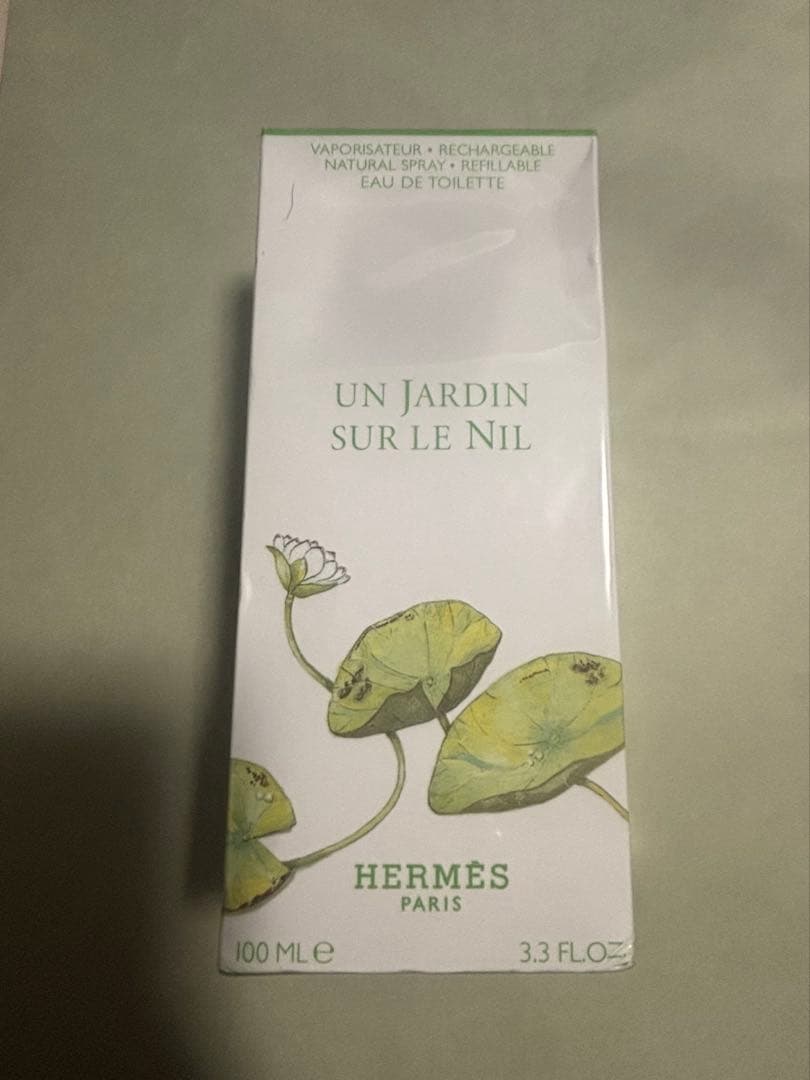 VAPORISATEUR • RECHARGEABLE
NATURAL SPRAY • REFILLABLE
EAU DE TOILETTE
UN JARDIN
SUR LE NIL
HERMÈS
PARIS
100 ML ℮
3.3 FL.OZ